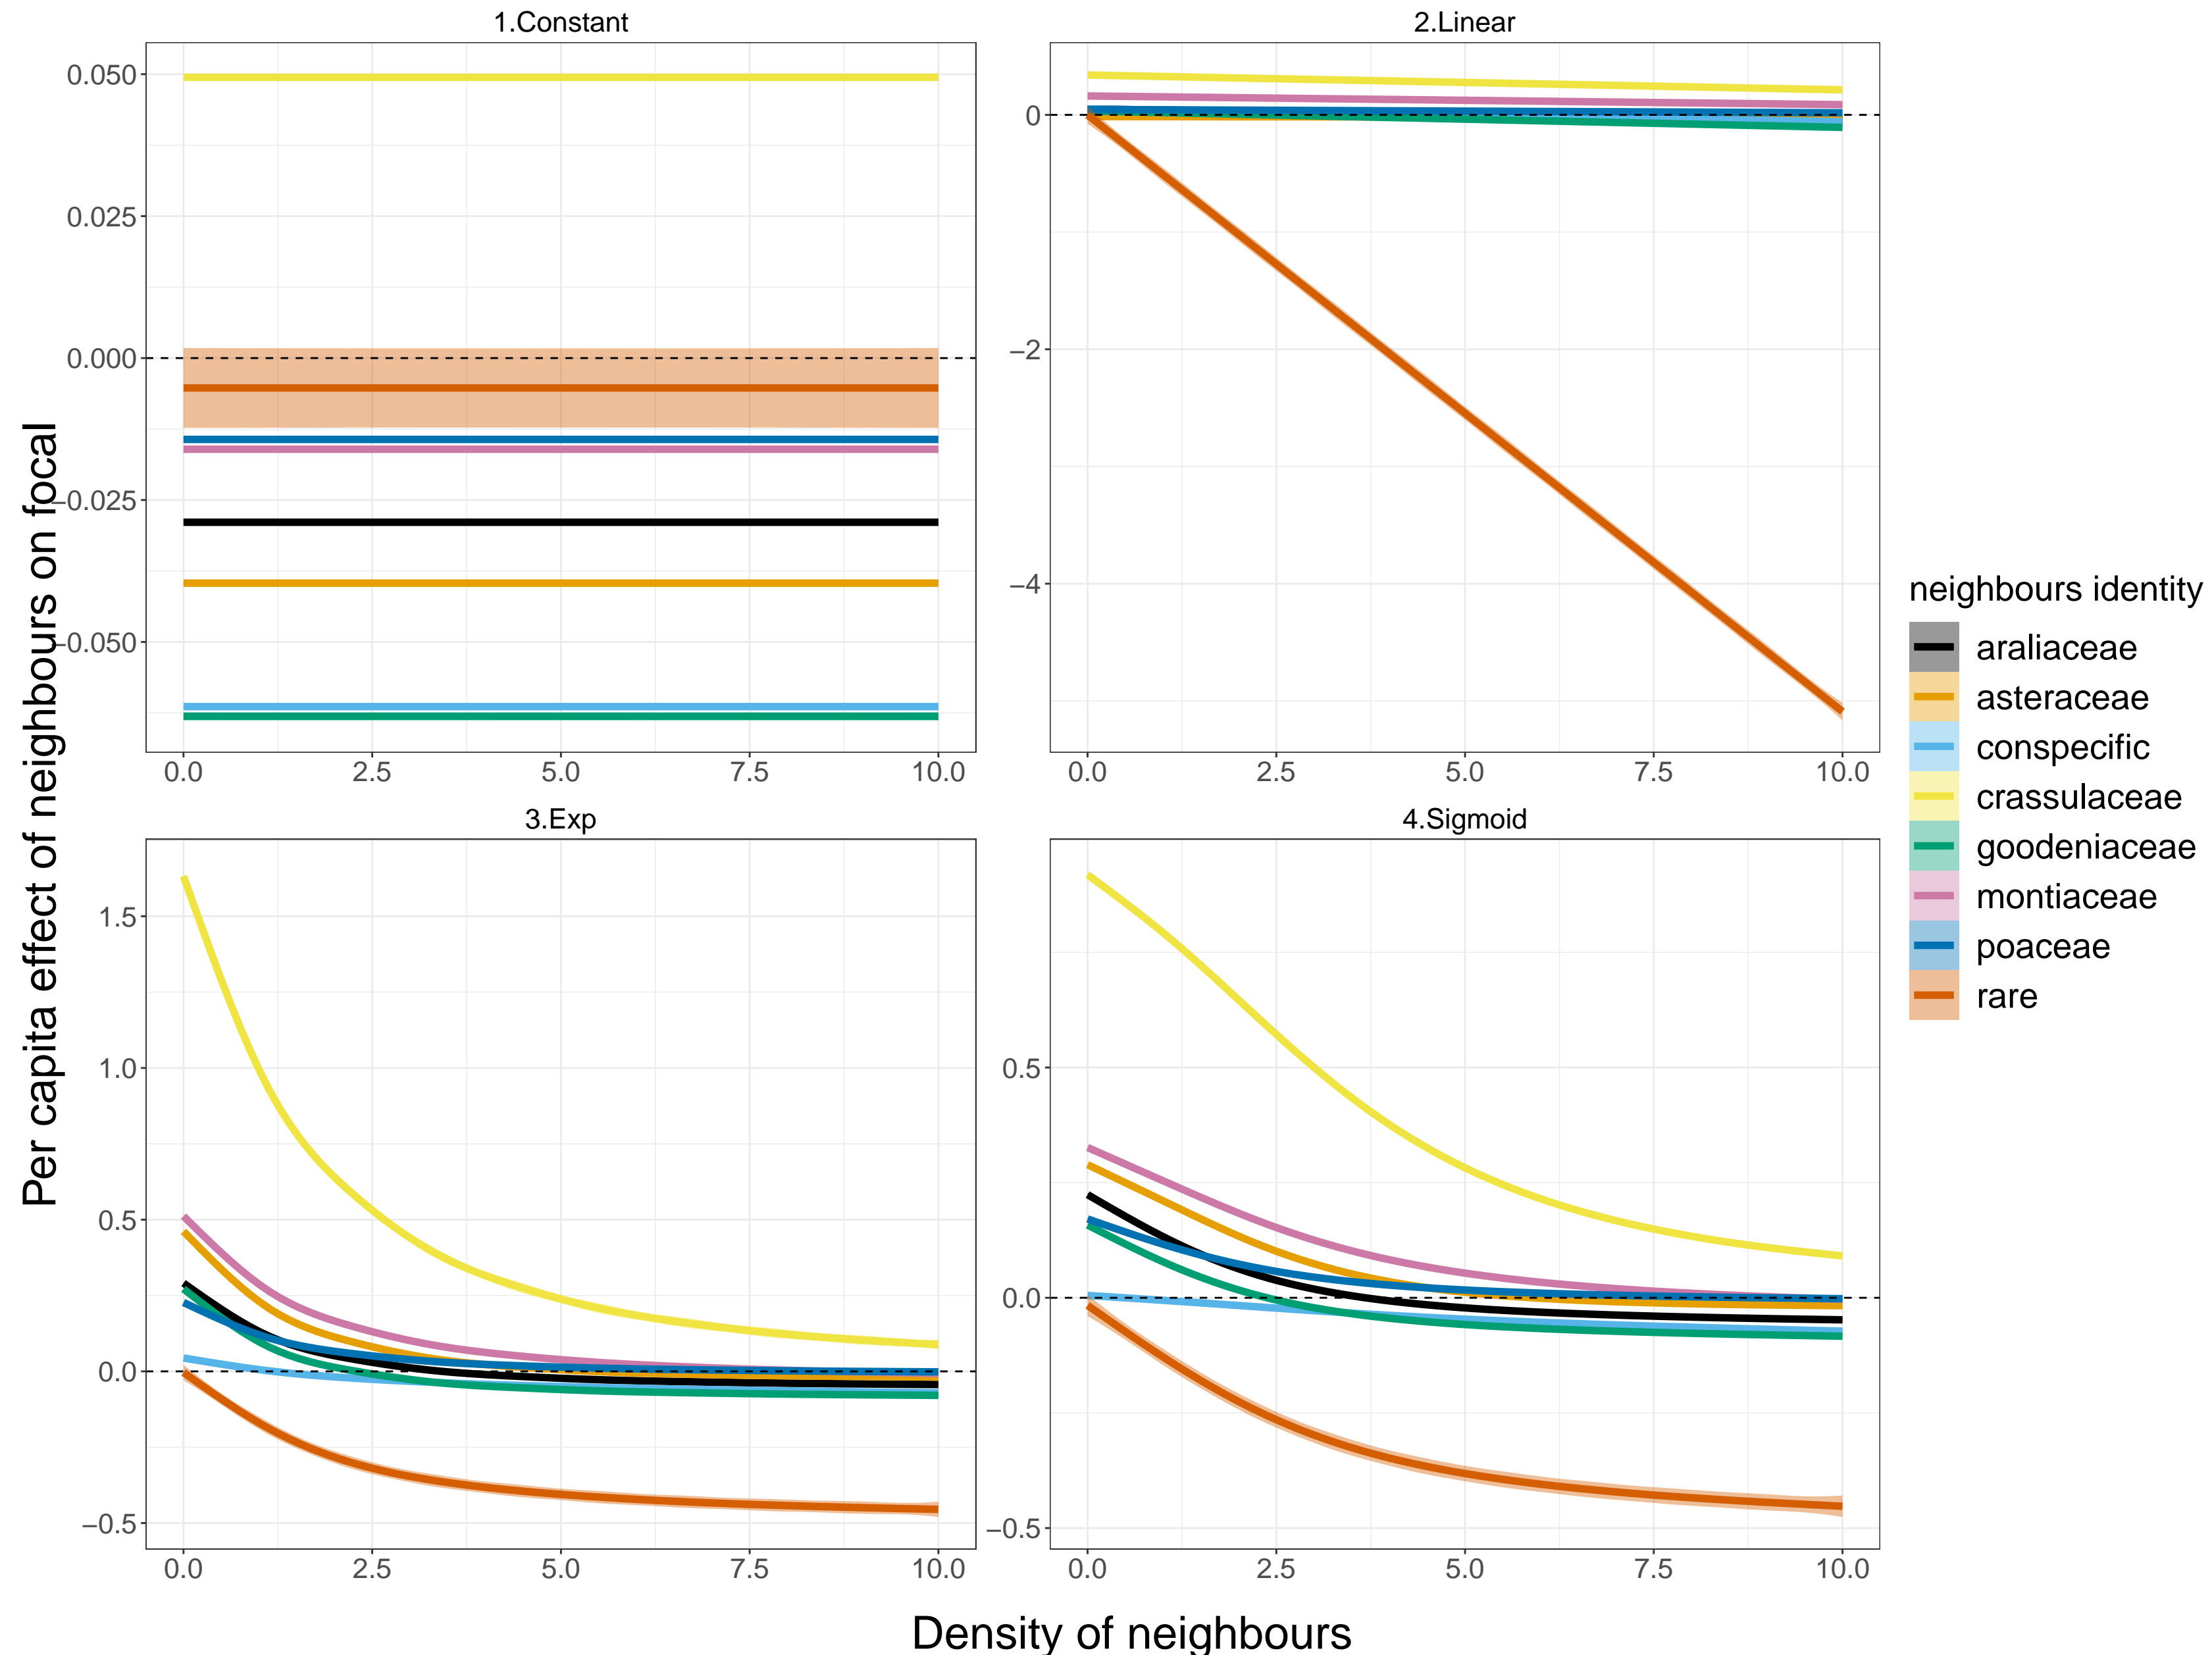 1.Constant
2.Linear
0.050
0.025
0.000
−0.025
−0.050
0.0 2.5 5.0 7.5 10.0
0
−2
−4
0.0 2.5 5.0 7.5 10.0
3.Exp
4.Sigmoid
1.5
1.0
0.5
0.0
−0.5
0.0 2.5 5.0 7.5 10.0
0.5
0.0
−0.5
0.0 2.5 5.0 7.5 10.0
Per capita effect of neighbours on focal
Density of neighbours
neighbours identity
araliaceae
asteraceae
conspecific
crassulaceae
goodeniaceae
montiaceae
poaceae
rare